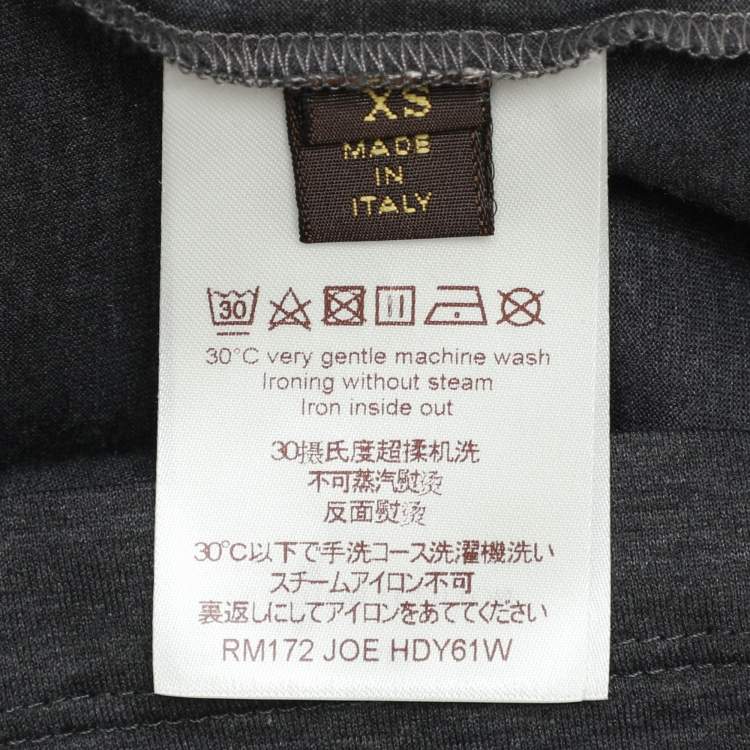 XS
MADE
IN
ITALY
30
30°C very gentle machine wash
Ironing without steam
Iron inside out
30摄氏度超揉机洗
不可蒸汽熨烫
反面熨烫
30°C以下で手洗コース洗濯機洗い
スチームアイロン不可
裏返しにしてアイロンをあててください
RM172 JOE HDY61W